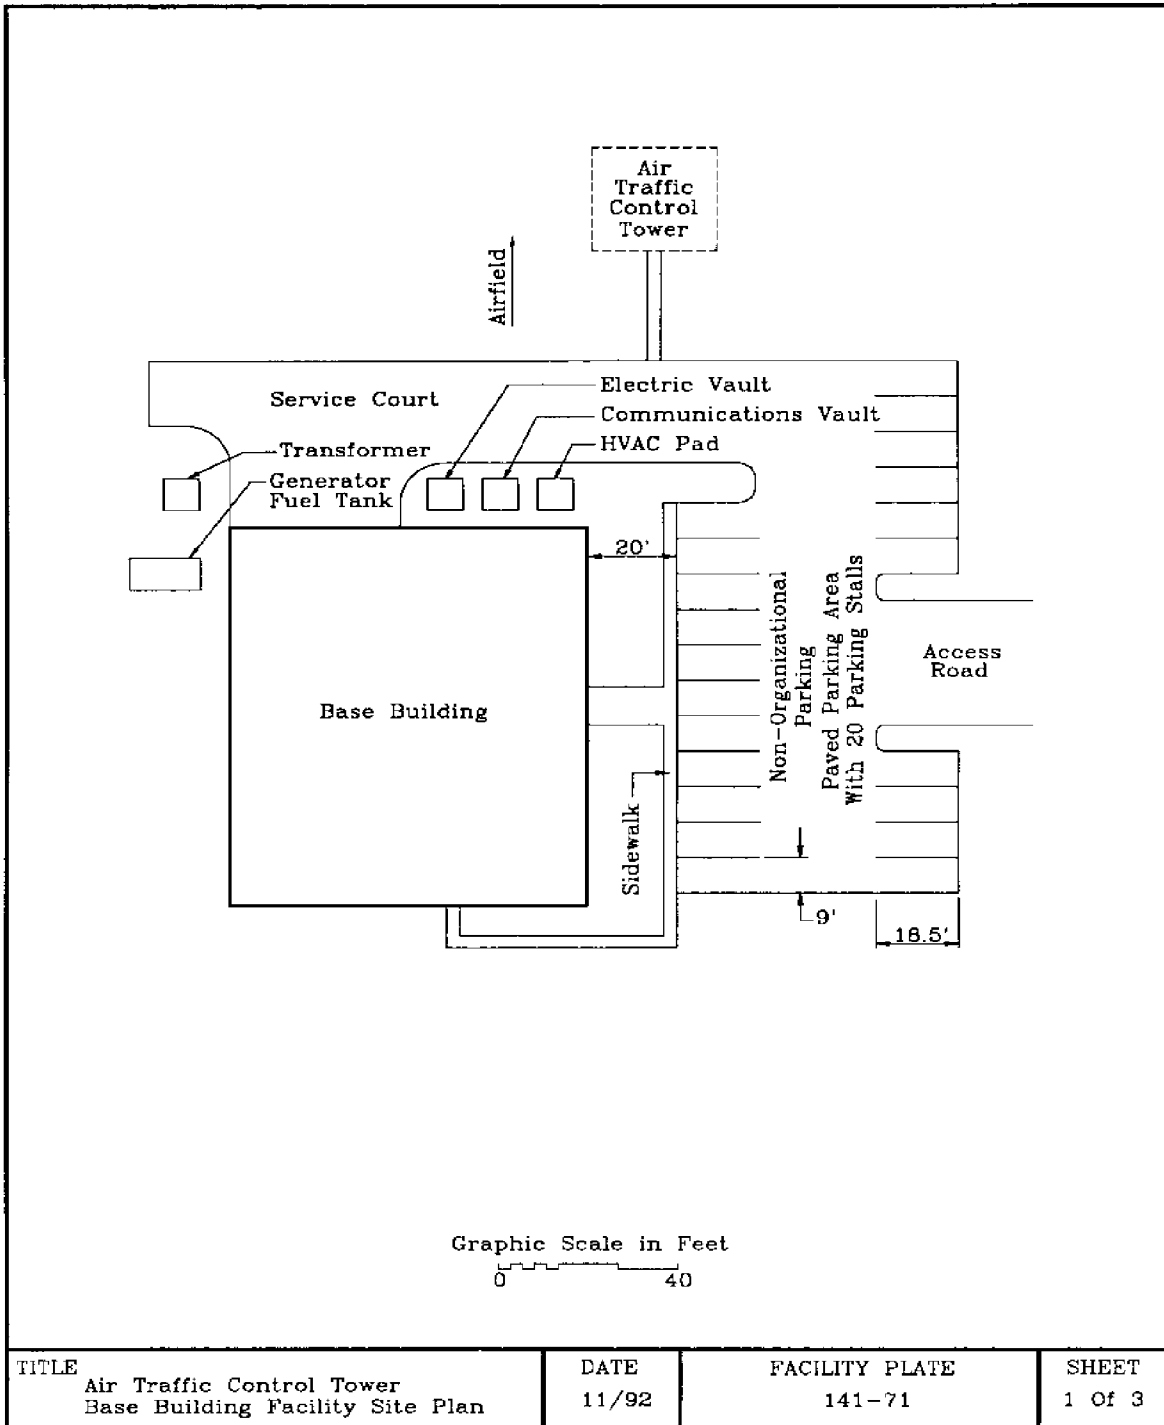 Air
Traffic
Control
Tower
Airfield
Service Court
Electric Vault
Communications Vault
HVAC Pad
Transformer
Generator
Fuel Tank
20'
Base Building
Non-Organizational
Parking
Paved Parking Area
With 20 Parking Stalls
Access
Road
Sidewalk
9'
18.5'
Graphic Scale in Feet
0 40
TITLE
Air Traffic Control Tower
Base Building Facility Site Plan
DATE
11/92
FACILITY PLATE
141-71
SHEET
1 Of 3